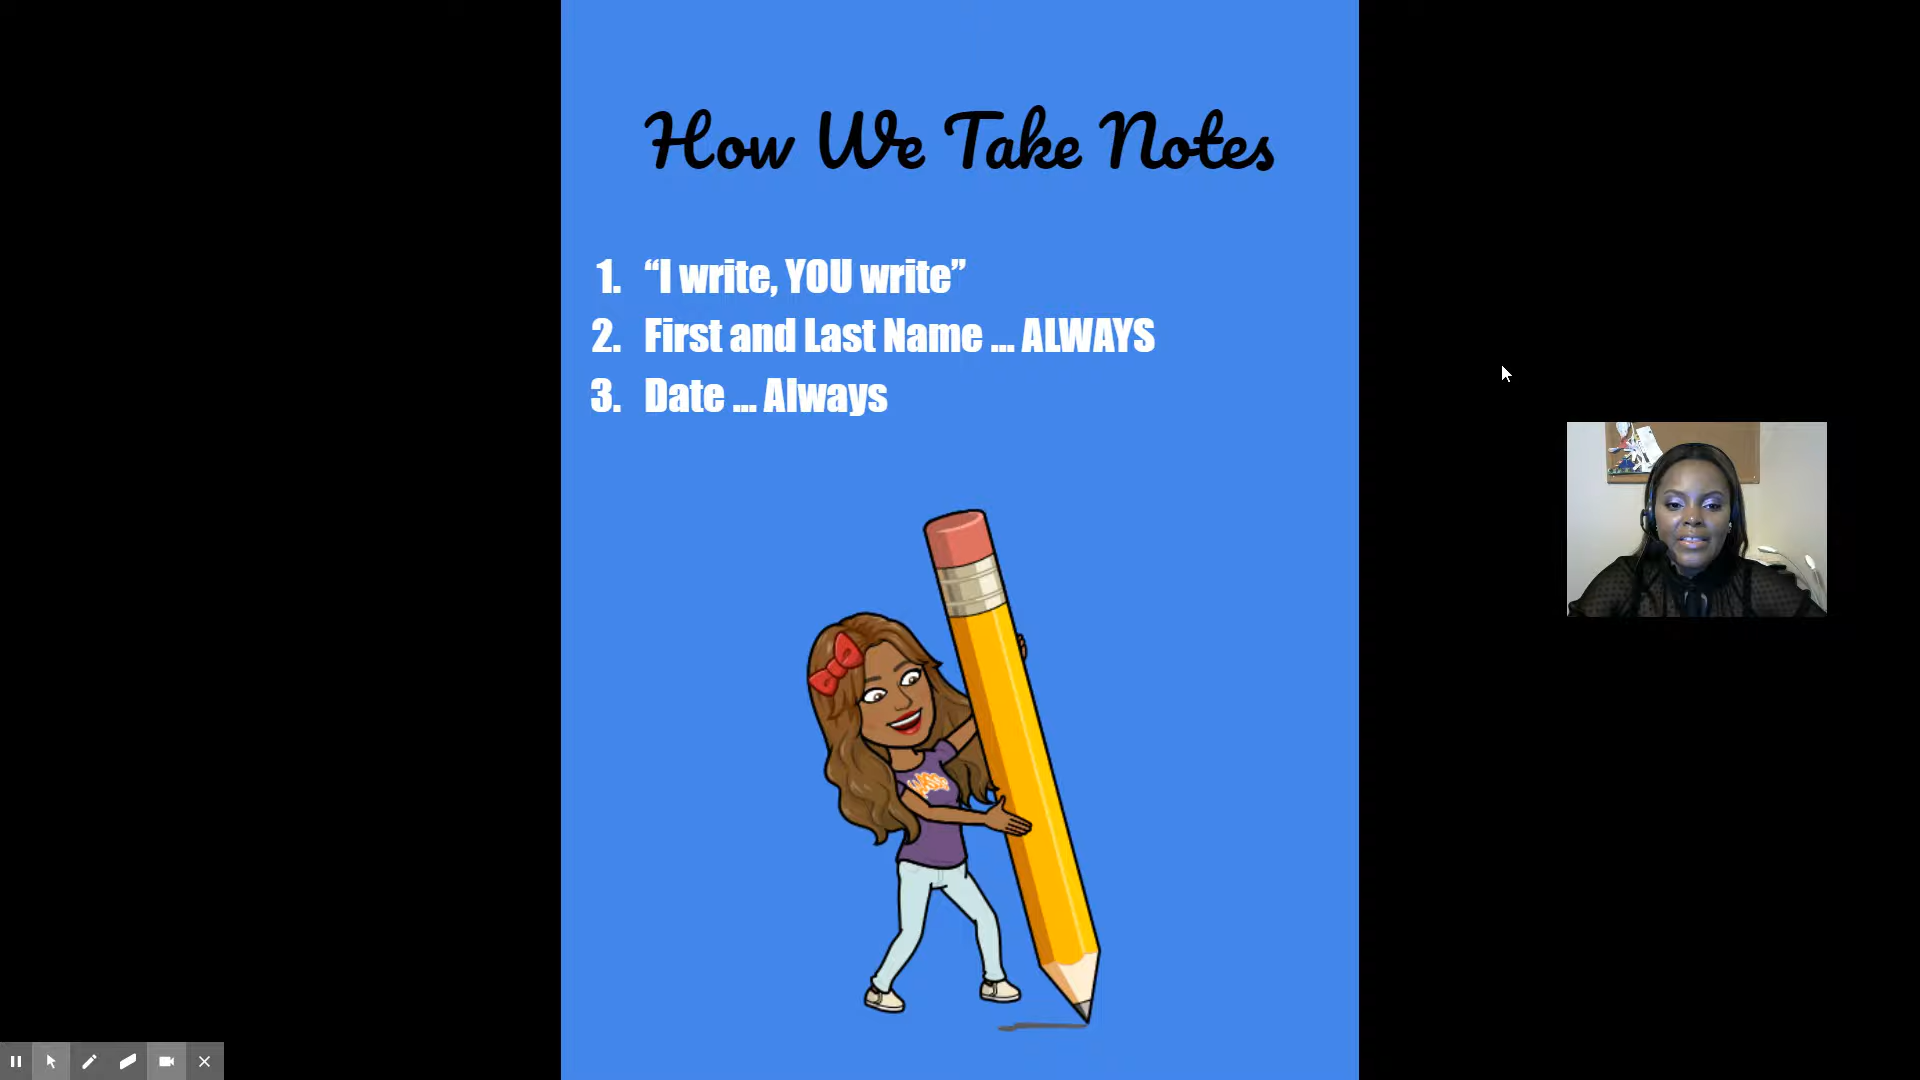 How We Take Notes
1. “I write, YOU write”
2. First and Last Name ... ALWAYS
3. Date ... Always